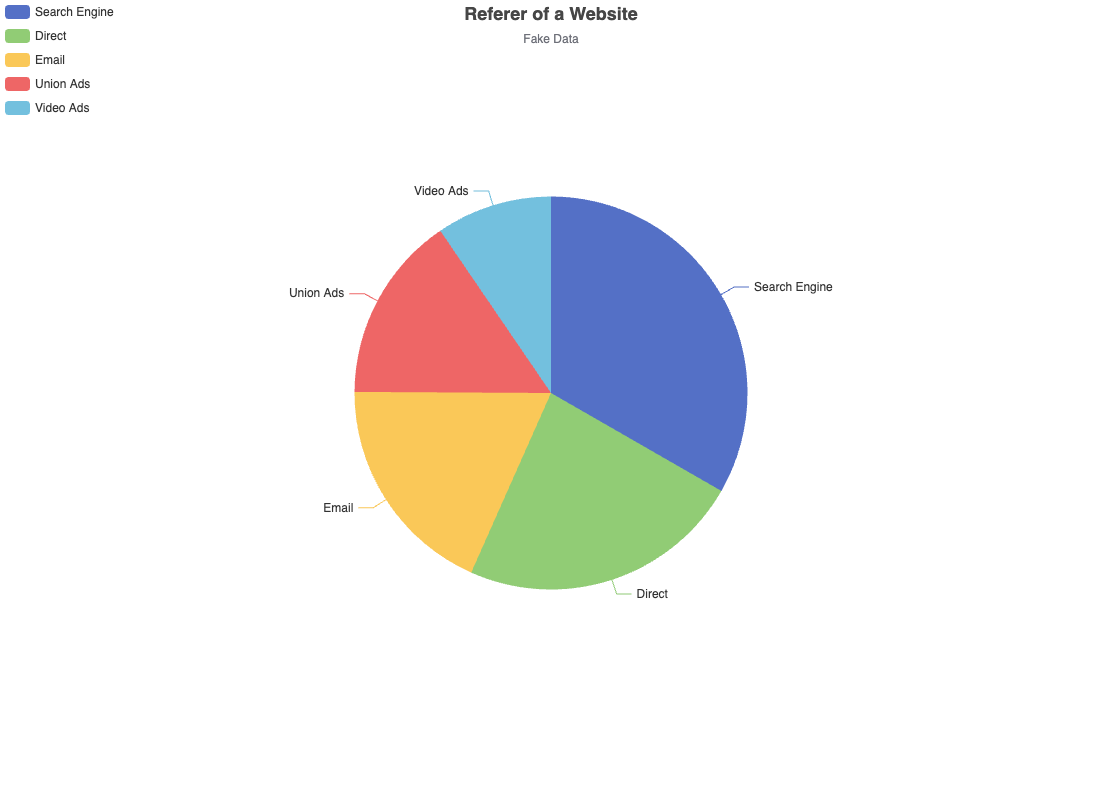 Referer of a Website
Fake Data
Search Engine
Direct
Email
Union Ads
Video Ads
Video Ads
Union Ads
Search Engine
Email
Direct